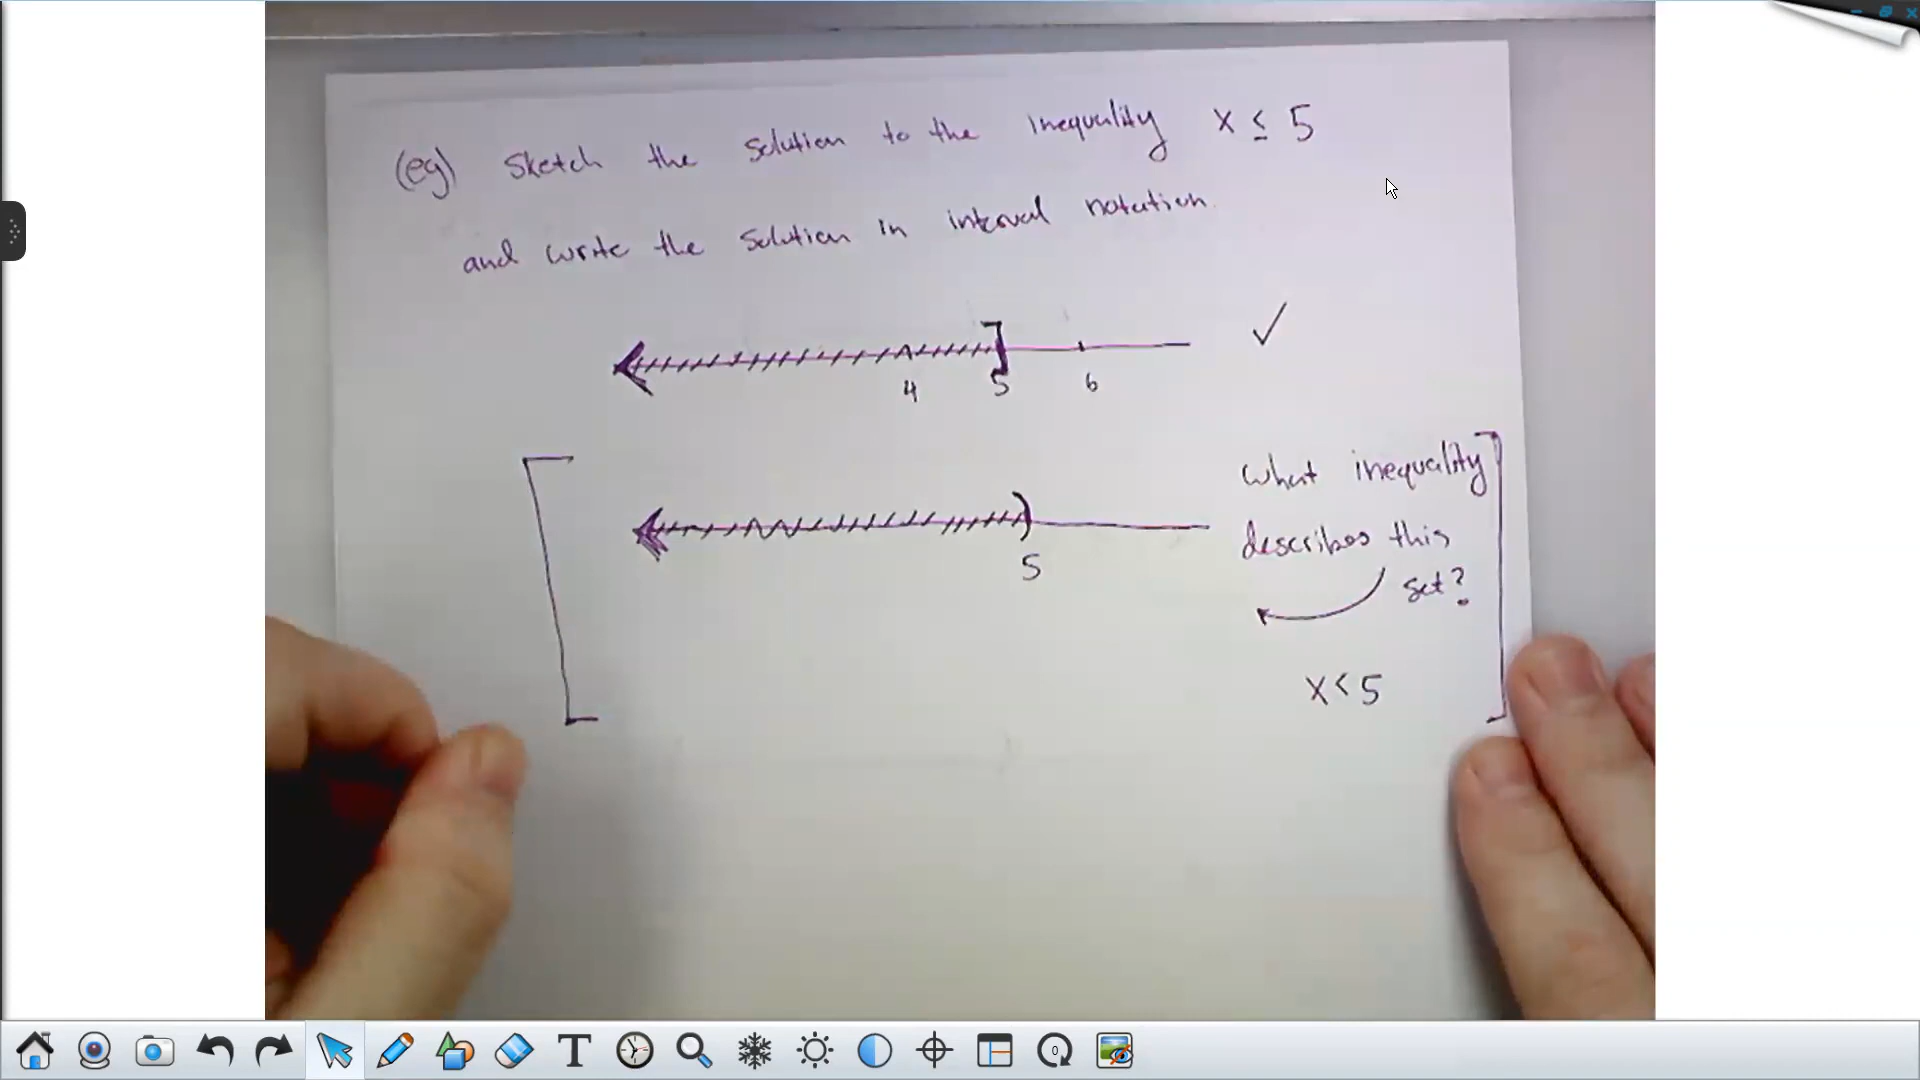 (eg) Sketch the solution to the inequality x ≤ 5
and write the solution in interval notation.
4 5 6
What inequality
describes this
set?
5
x < 5
T
0